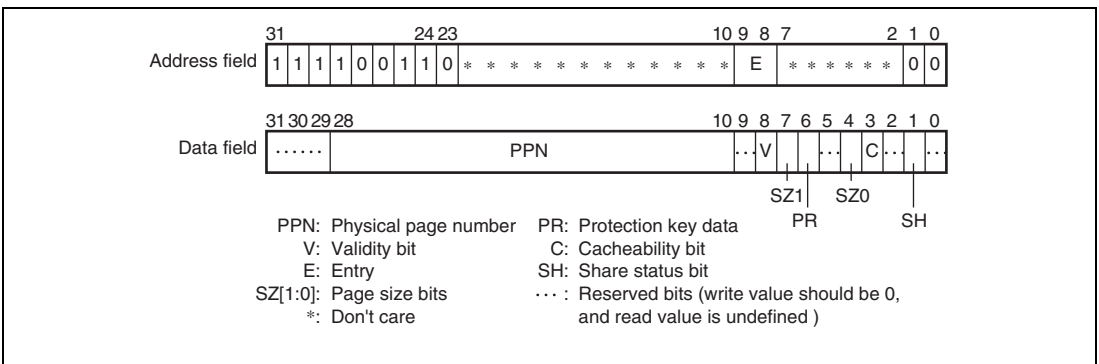 31 24 23 10 9 8 7 2 1 0
Address field 1 1 1 1 0 0 1 1 0 * * * * * * * * * * * * * E * * * * * * 0 0
31 30 29 28 10 9 8 7 6 5 4 3 2 1 0
Data field ...... PPN ... V ... C ... ...
SZ1 SZ0
PR SH
PPN: Physical page number PR: Protection key data
V: Validity bit C: Cacheability bit
E: Entry SH: Share status bit
SZ[1:0]: Page size bits ... : Reserved bits (write value should be 0,
*: Don't care and read value is undefined )